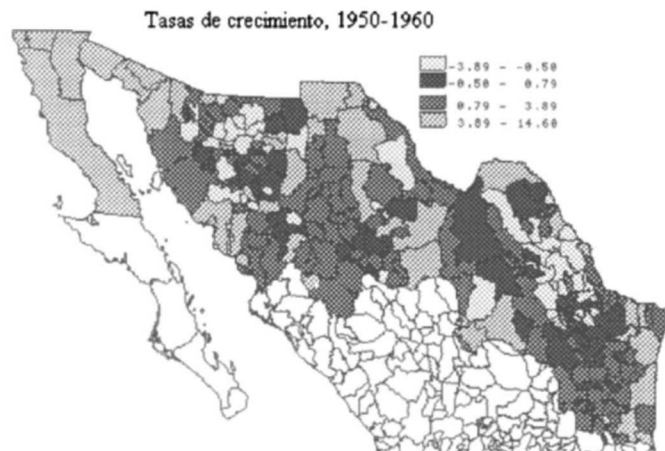 Tasas de crecimiento, 1950-1960
-3.89 - -0.50
-0.50 - 0.79
0.79 - 3.89
3.89 - 14.60